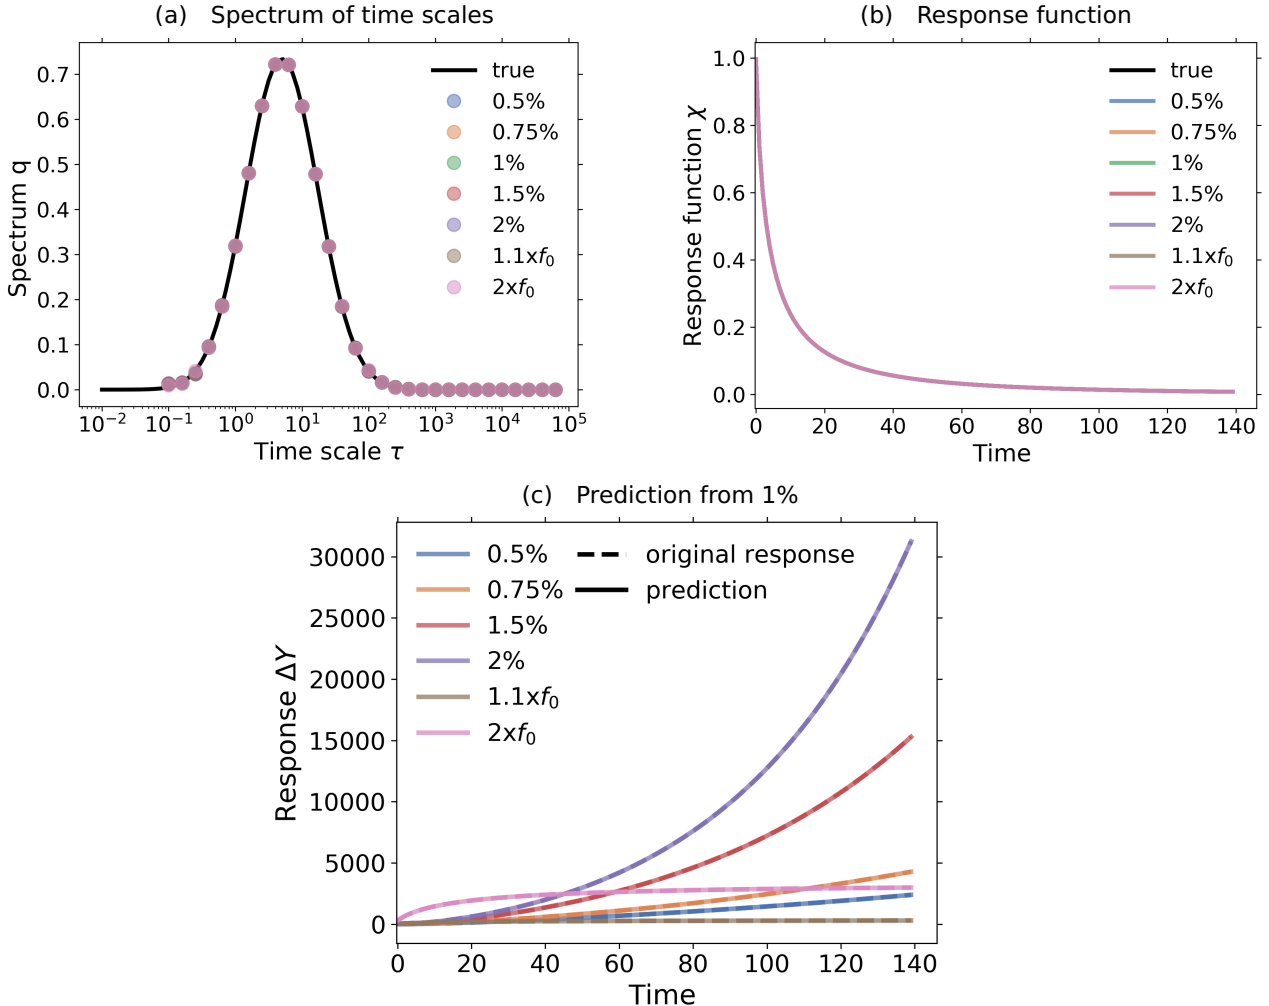 (a) Spectrum of time scales
0.7
0.6
0.5
0.4
0.3
0.2
0.1
0.0
Spectrum q
true
0.5%
0.75%
1%
1.5%
2%
1.1xf₀
2xf₀
10⁻² 10⁻¹ 10⁰ 10¹ 10² 10³ 10⁴ 10⁵
Time scale τ
(b) Response function
1.0
0.8
0.6
0.4
0.2
0.0
Response function χ
true
0.5%
0.75%
1%
1.5%
2%
1.1xf₀
2xf₀
0 20 40 60 80 100 120 140
Time
(c) Prediction from 1%
30000
25000
20000
15000
10000
5000
0
Response ΔY
0.5%
0.75%
1.5%
2%
1.1xf₀
2xf₀
original response
prediction
0 20 40 60 80 100 120 140
Time